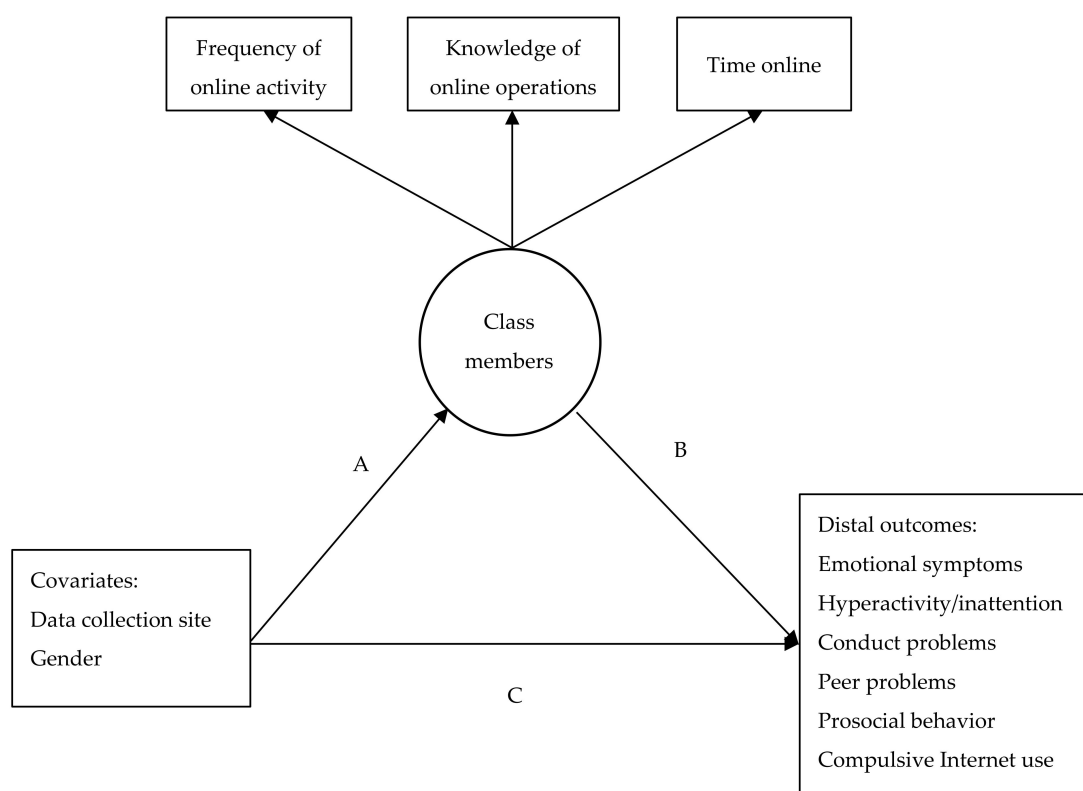 Frequency of
online activity
Knowledge of
online operations
Time online
Class
members
A
B
Covariates:
Data collection site
Gender
C
Distal outcomes:
Emotional symptoms
Hyperactivity/inattention
Conduct problems
Peer problems
Prosocial behavior
Compulsive Internet use